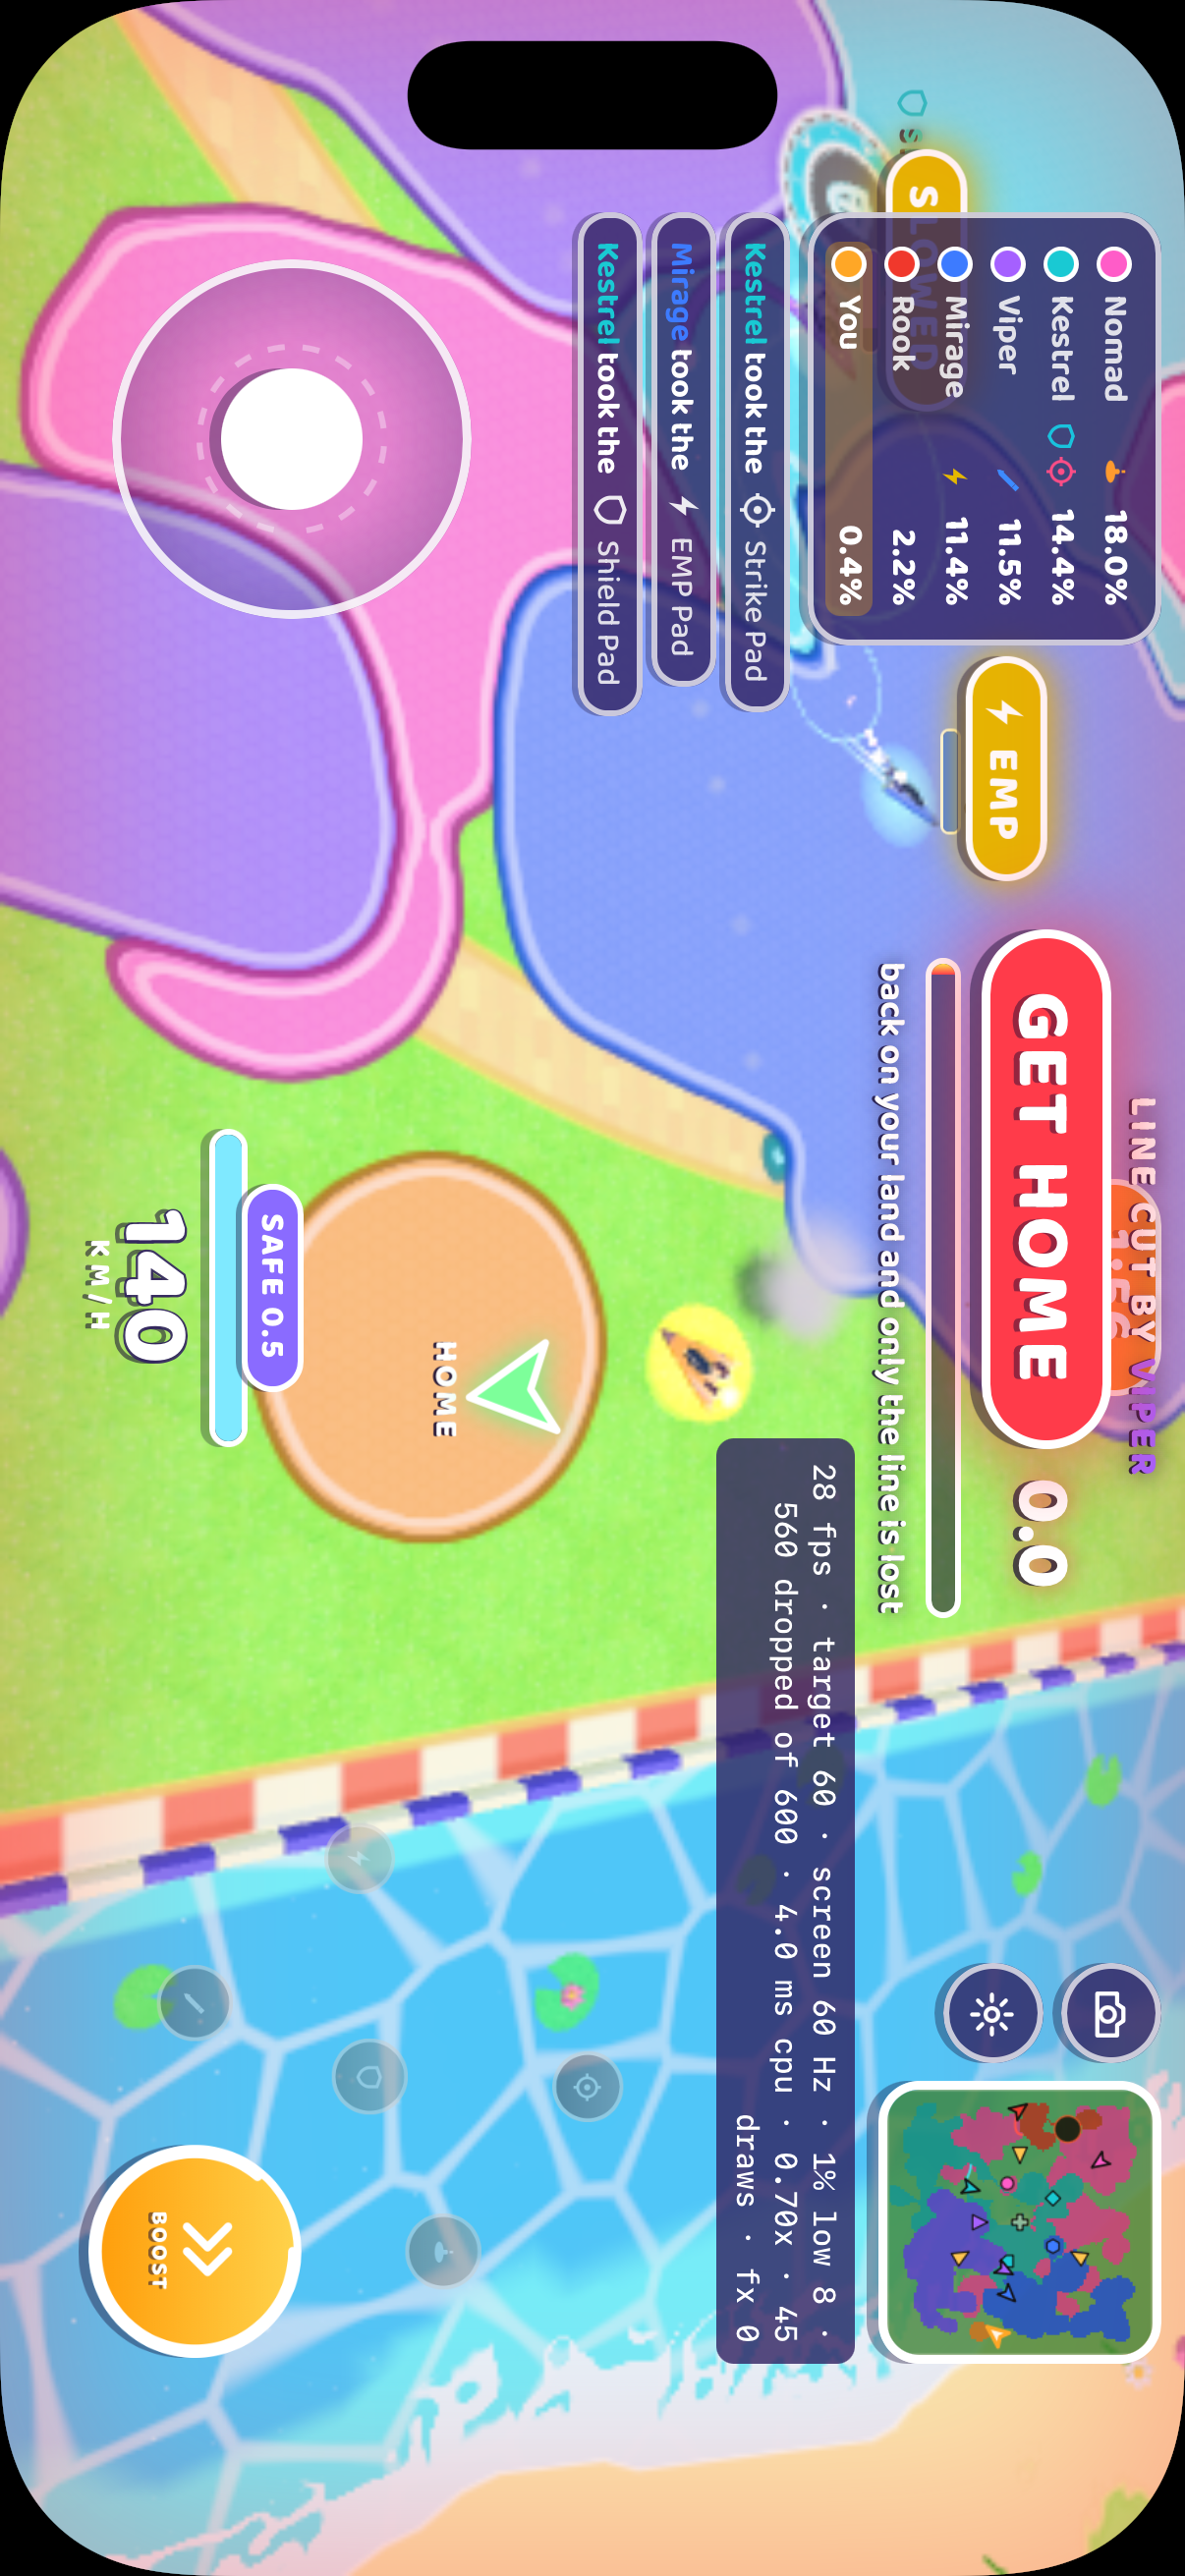 LINE CUT BY VIPER
GET HOME 0.0
back on your land and only the line is lost
Nomad 18.0%
Kestrel 14.4%
Viper 11.5%
Mirage 11.4%
Rook 2.2%
You 0.4%
EMP
SLOWED
Kestrel took the Strike Pad
Mirage took the EMP Pad
Kestrel took the Shield Pad
28 fps · target 60 · screen 60 Hz · 1% low 8 ·
560 dropped of 600 · 4.0 ms cpu · 0.70x · 45
draws · fx 0
HOME
SAFE 0.5
140
KM/H
BOOST